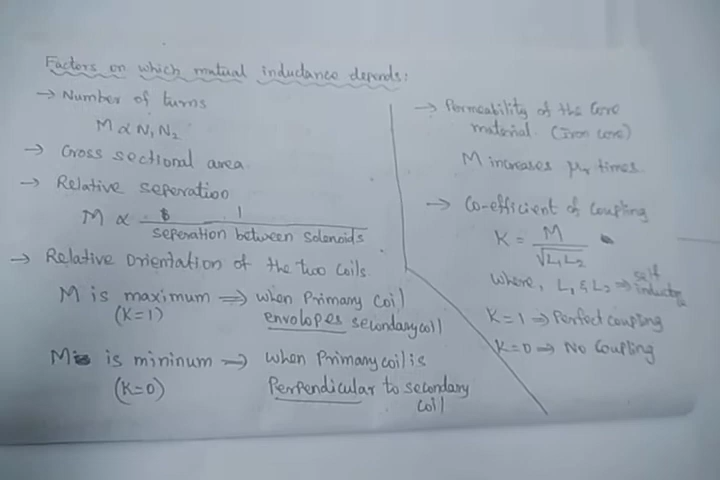 Factors on which mutual inductance depends:
→ Number of turns
M ∝ N₁N₂
→ Cross sectional area
→ Relative seperation
M ∝ 1
seperation between solenoids
→ Relative Orientation of the two coils
M is maximum ⇒ when Primary coil
(K=1) envolopes secondary coil
M is mininum → when Primary coil is
(K=0) Perpendicular to secondary
coil
→ Permeability of the core
material. (Iron core)
M increases μr times.
→ Co-efficient of coupling
K = M
√L₁L₂
where, L₁ & L₂ ⇒ self
K=1 → Perfect coupling
K=0 → No coupling